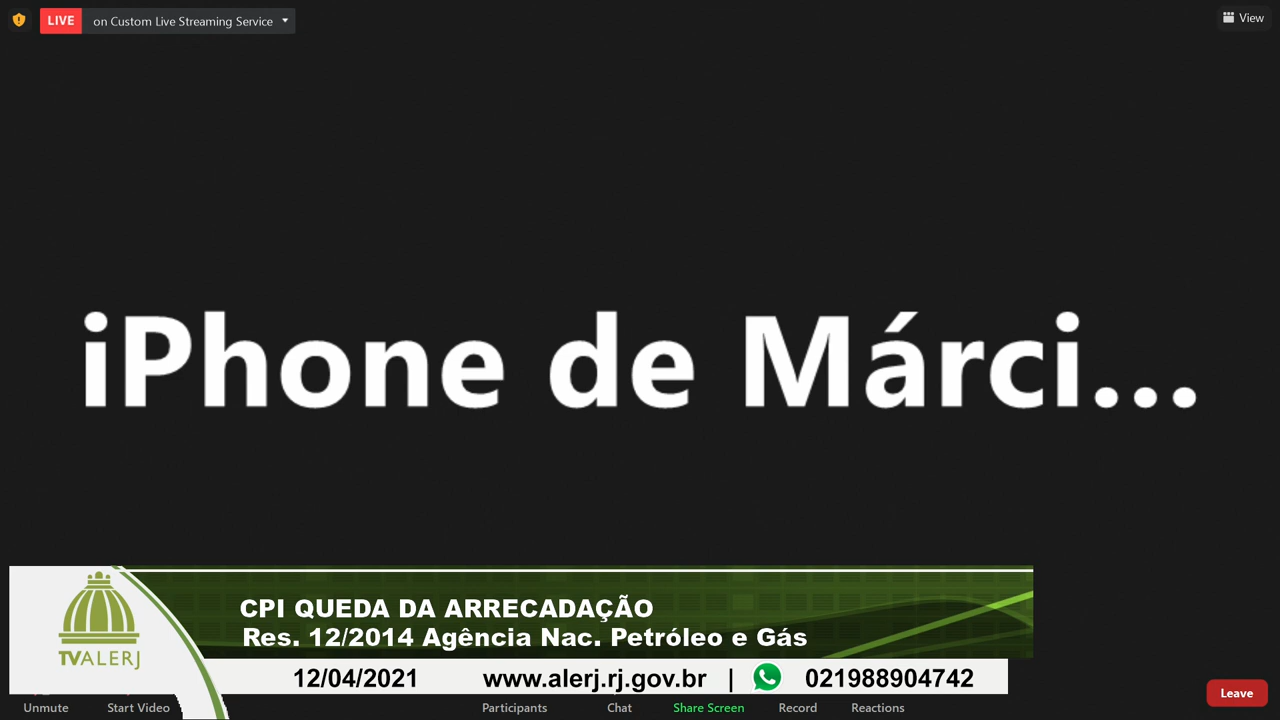 LIVE on Custom Live Streaming Service
View
iPhone de Márci...
CPI QUEDA DA ARRECADAÇÃO
Res. 12/2014 Agência Nac. Petróleo e Gás
TVALERJ
12/04/2021 www.alerj.rj.gov.br | 021988904742
Unmute Start Video Participants Chat Share Screen Record Reactions Leave